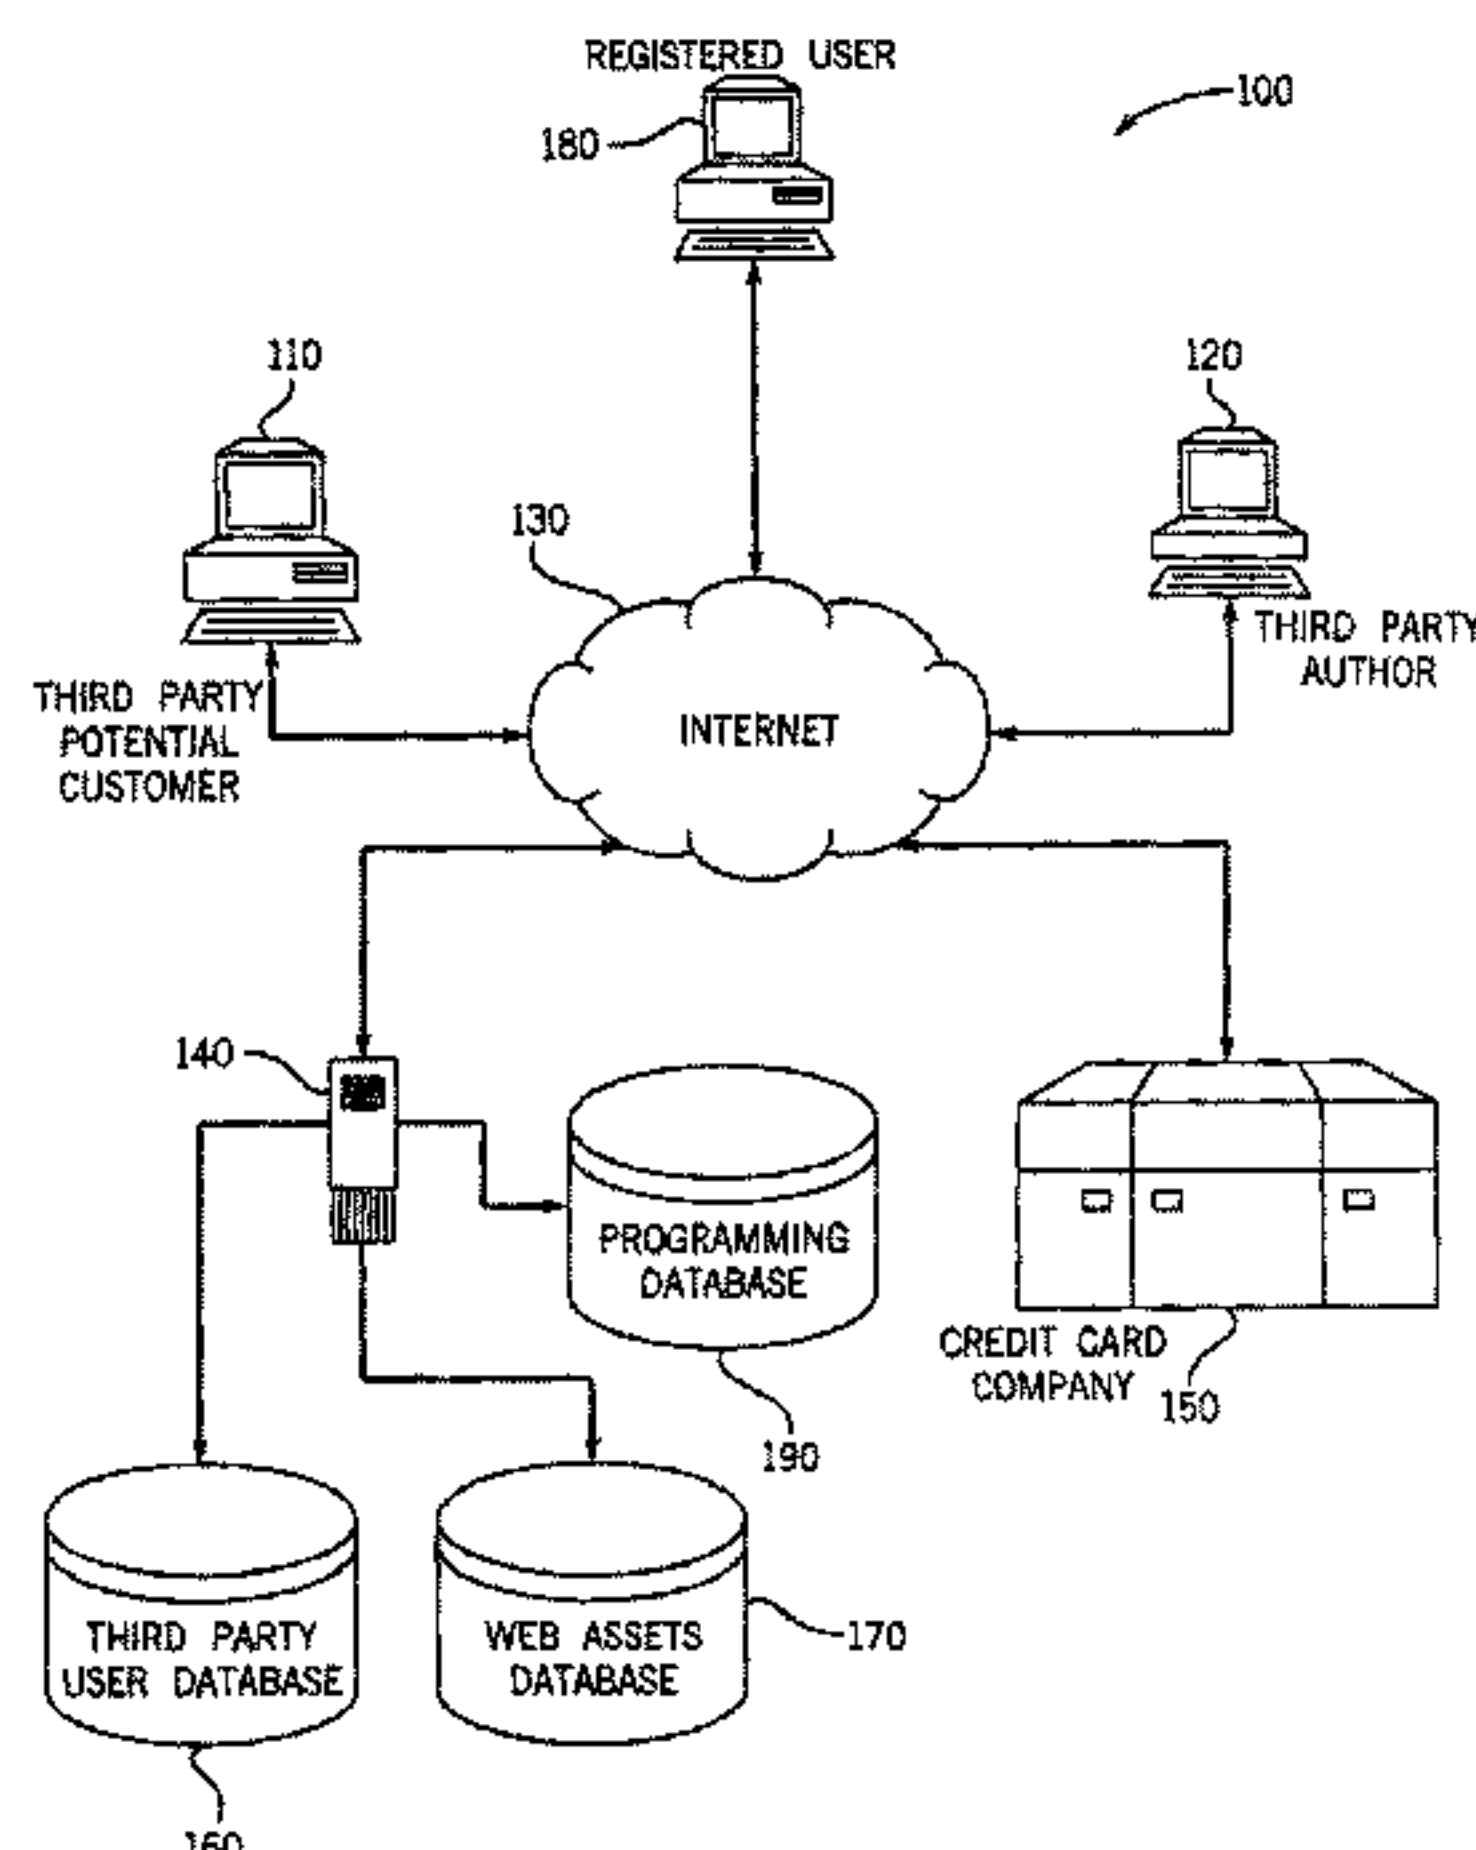 REGISTERED USER
100
180
110
120
130
THIRD PARTY
AUTHOR
THIRD PARTY
POTENTIAL
CUSTOMER
INTERNET
140
PROGRAMMING
DATABASE
CREDIT CARD
COMPANY
150
190
THIRD PARTY
USER DATABASE
WEB ASSETS
DATABASE
170
160